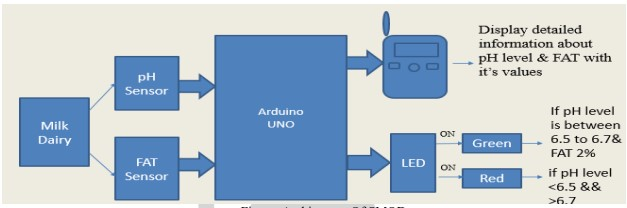 Milk
Dairy
pH
Sensor
FAT
Sensor
Arduino
UNO
Display detailed
information about
pH level & FAT with
it's values
LED
ON
Green
ON
Red
If pH level
is between
6.5 to 6.7&
FAT 2%
if pH level
<6.5 &&
>6.7